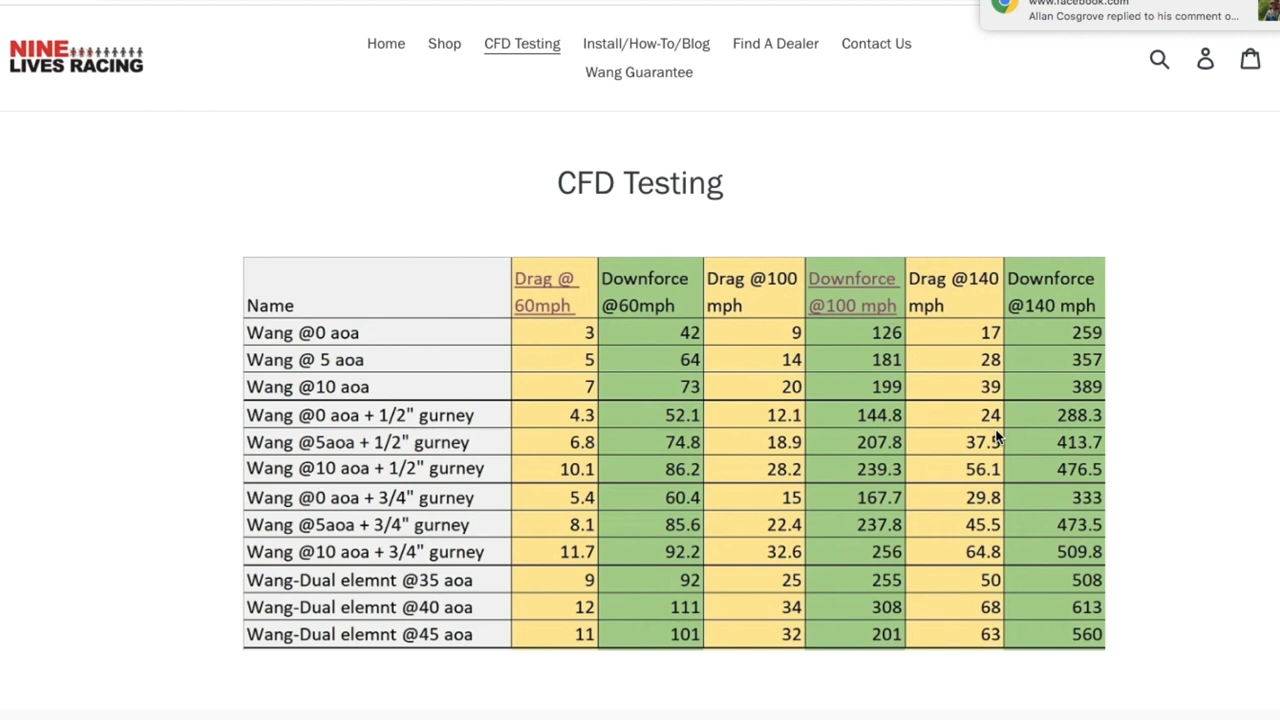 www.facebook.com
Allan Cosgrove replied to his comment o...
NINE
LIVES RACING
Home Shop CFD Testing Install/How-To/Blog Find A Dealer Contact Us
Wang Guarantee
CFD Testing
Name Drag @ 60mph Downforce @60mph Drag @100 mph Downforce @100 mph Drag @140 mph Downforce @140 mph
Wang @0 aoa 3 42 9 126 17 259
Wang @ 5 aoa 5 64 14 181 28 357
Wang @10 aoa 7 73 20 199 39 389
Wang @0 aoa + 1/2" gurney 4.3 52.1 12.1 144.8 24 288.3
Wang @5aoa + 1/2" gurney 6.8 74.8 18.9 207.8 37.5 413.7
Wang @10 aoa + 1/2" gurney 10.1 86.2 28.2 239.3 56.1 476.5
Wang @0 aoa + 3/4" gurney 5.4 60.4 15 167.7 29.8 333
Wang @5aoa + 3/4" gurney 8.1 85.6 22.4 237.8 45.5 473.5
Wang @10 aoa + 3/4" gurney 11.7 92.2 32.6 256 64.8 509.8
Wang-Dual elemnt @35 aoa 9 92 25 255 50 508
Wang-Dual elemnt @40 aoa 12 111 34 308 68 613
Wang-Dual elemnt @45 aoa 11 101 32 201 63 560